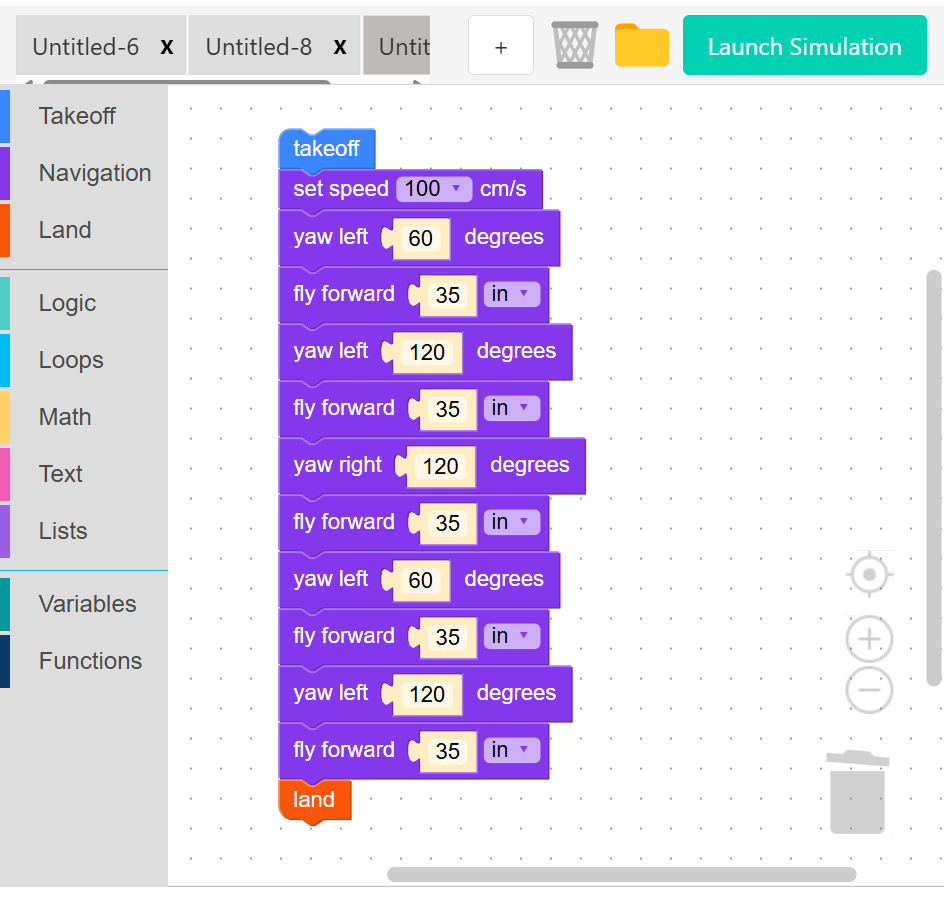 Untitled-6 x Untitled-8 x Untit + Launch Simulation
Takeoff
Navigation
Land
Logic
Loops
Math
Text
Lists
Variables
Functions
takeoff
set speed 100 cm/s
yaw left 60 degrees
fly forward 35 in
yaw left 120 degrees
fly forward 35 in
yaw right 120 degrees
fly forward 35 in
yaw left 60 degrees
fly forward 35 in
yaw left 120 degrees
fly forward 35 in
land